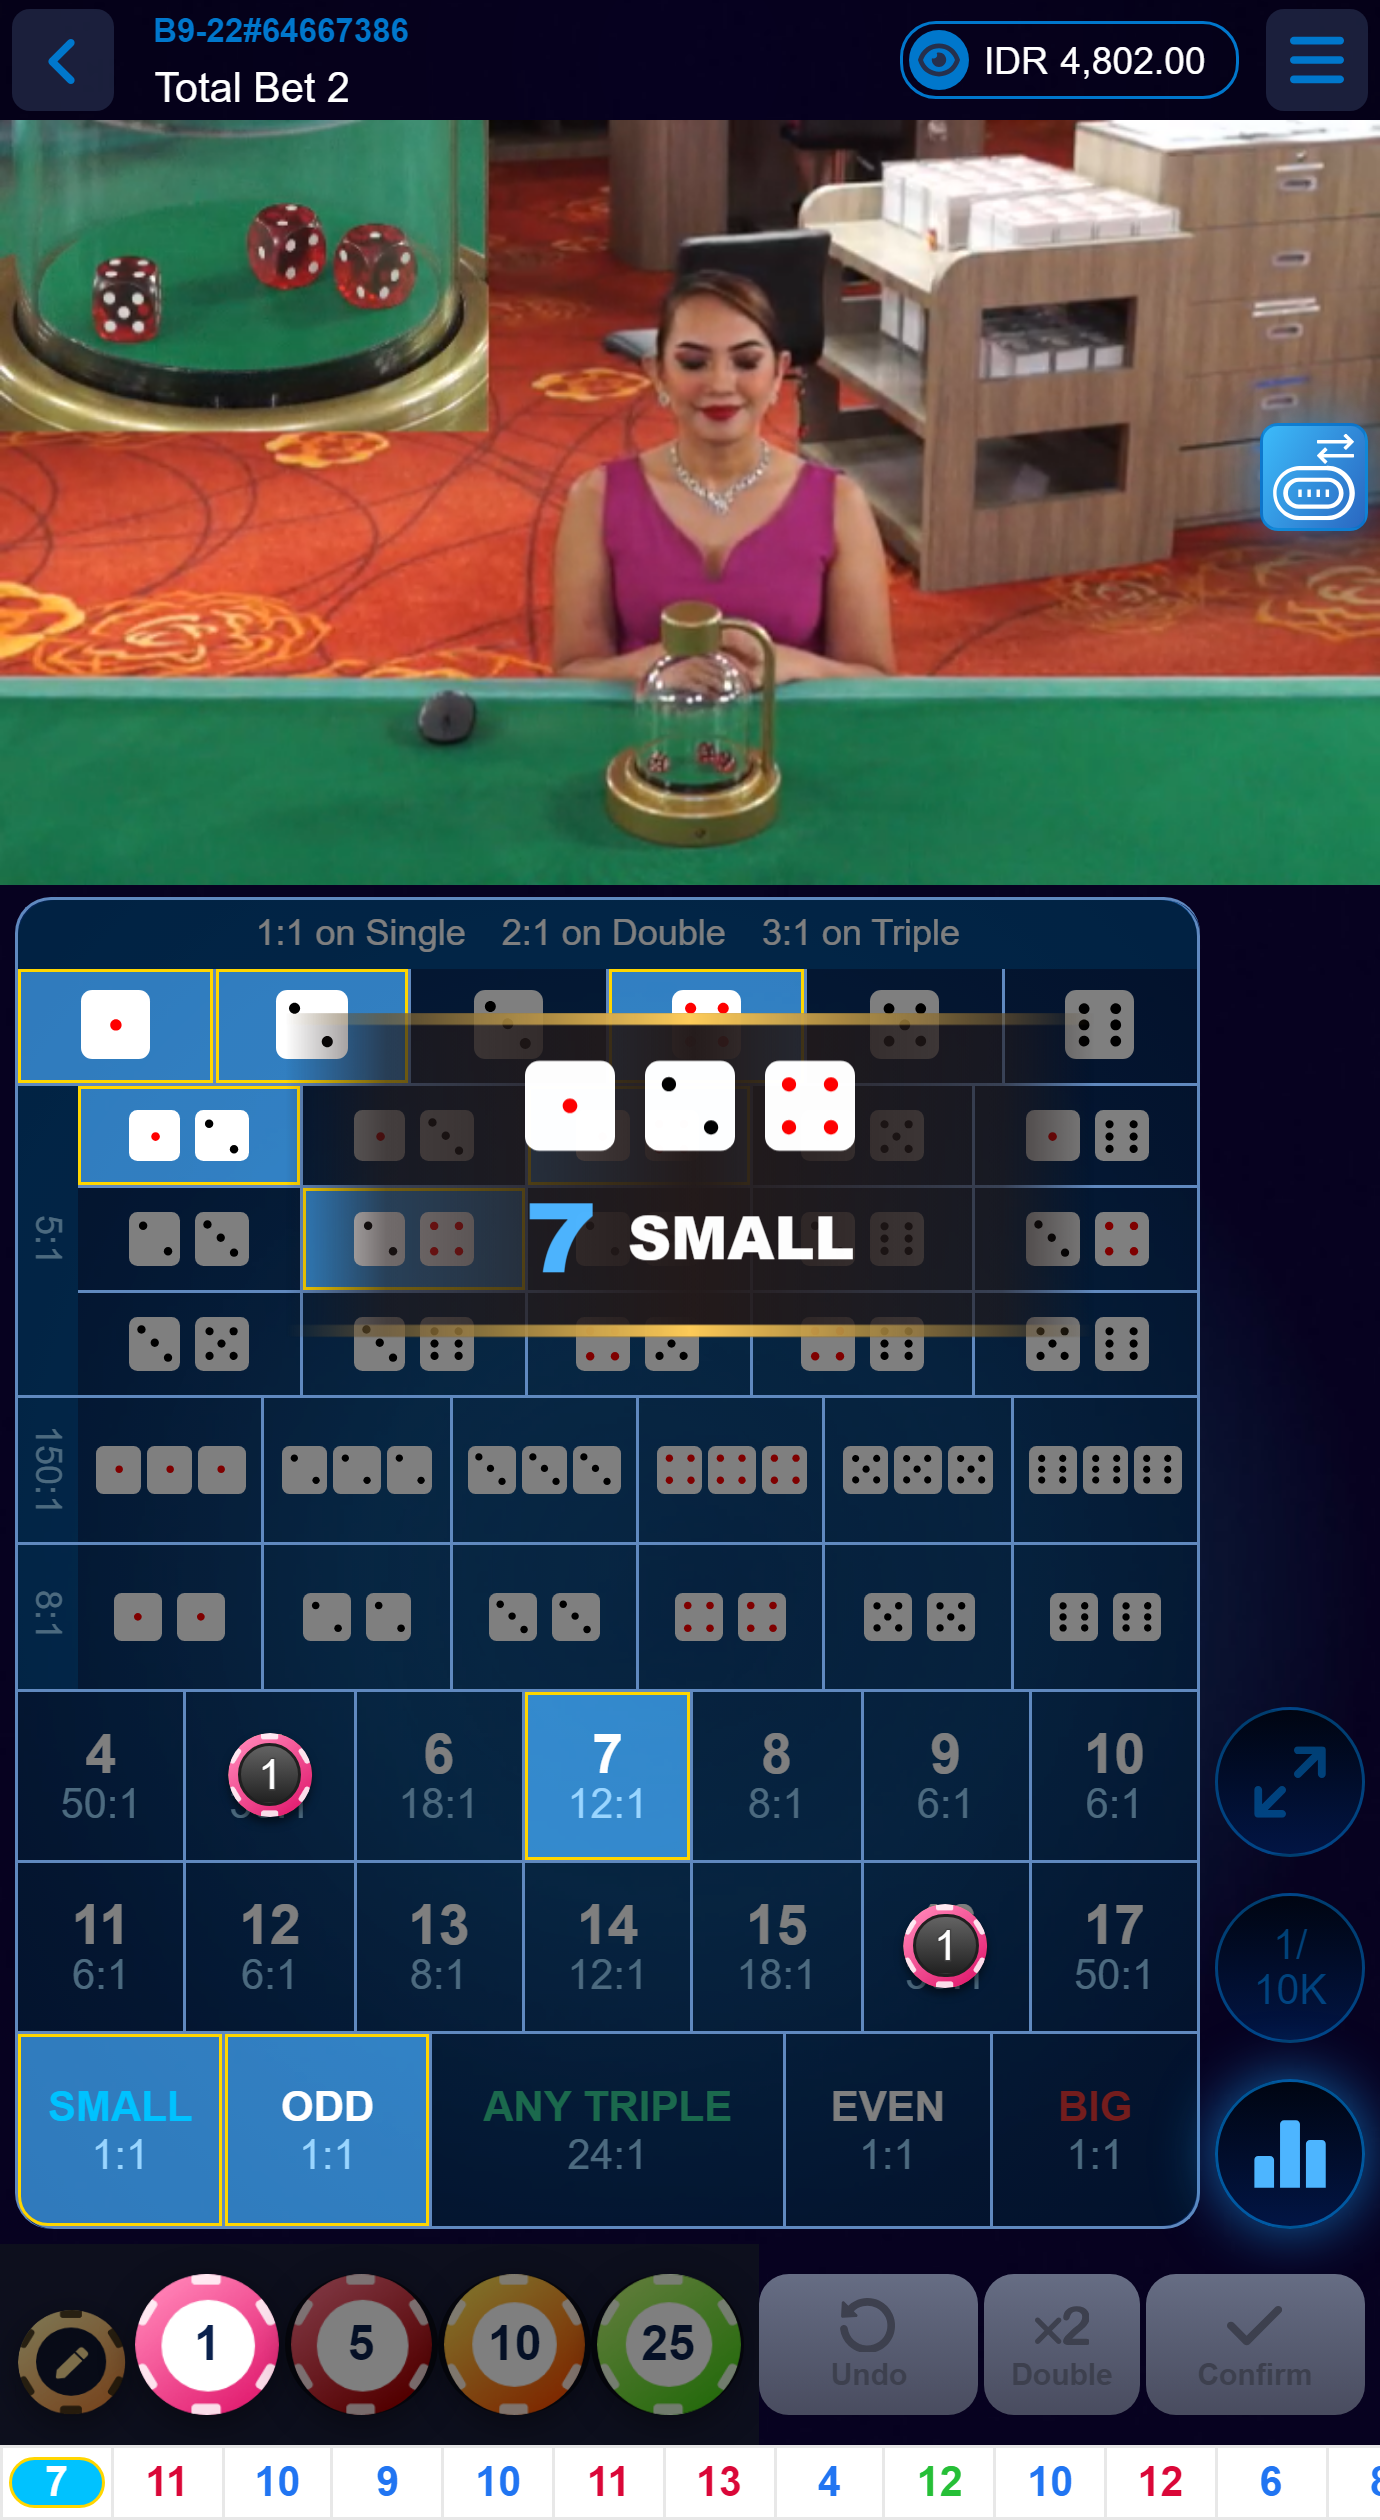 B9-22#64667386
Total Bet 2
IDR 4,802.00
1:1 on Single 2:1 on Double 3:1 on Triple
7 SMALL
5:1
150:1
8:1
4 1 6 7 8 9 10
50:1 18:1 12:1 8:1 6:1 6:1
11 12 13 14 15 1 17
6:1 6:1 8:1 12:1 18:1 50:1
1/
10K
SMALL ODD ANY TRIPLE EVEN BIG
1:1 1:1 24:1 1:1 1:1
1 5 10 25
x2
Undo Double Confirm
7 11 10 9 10 11 13 4 12 10 12 6